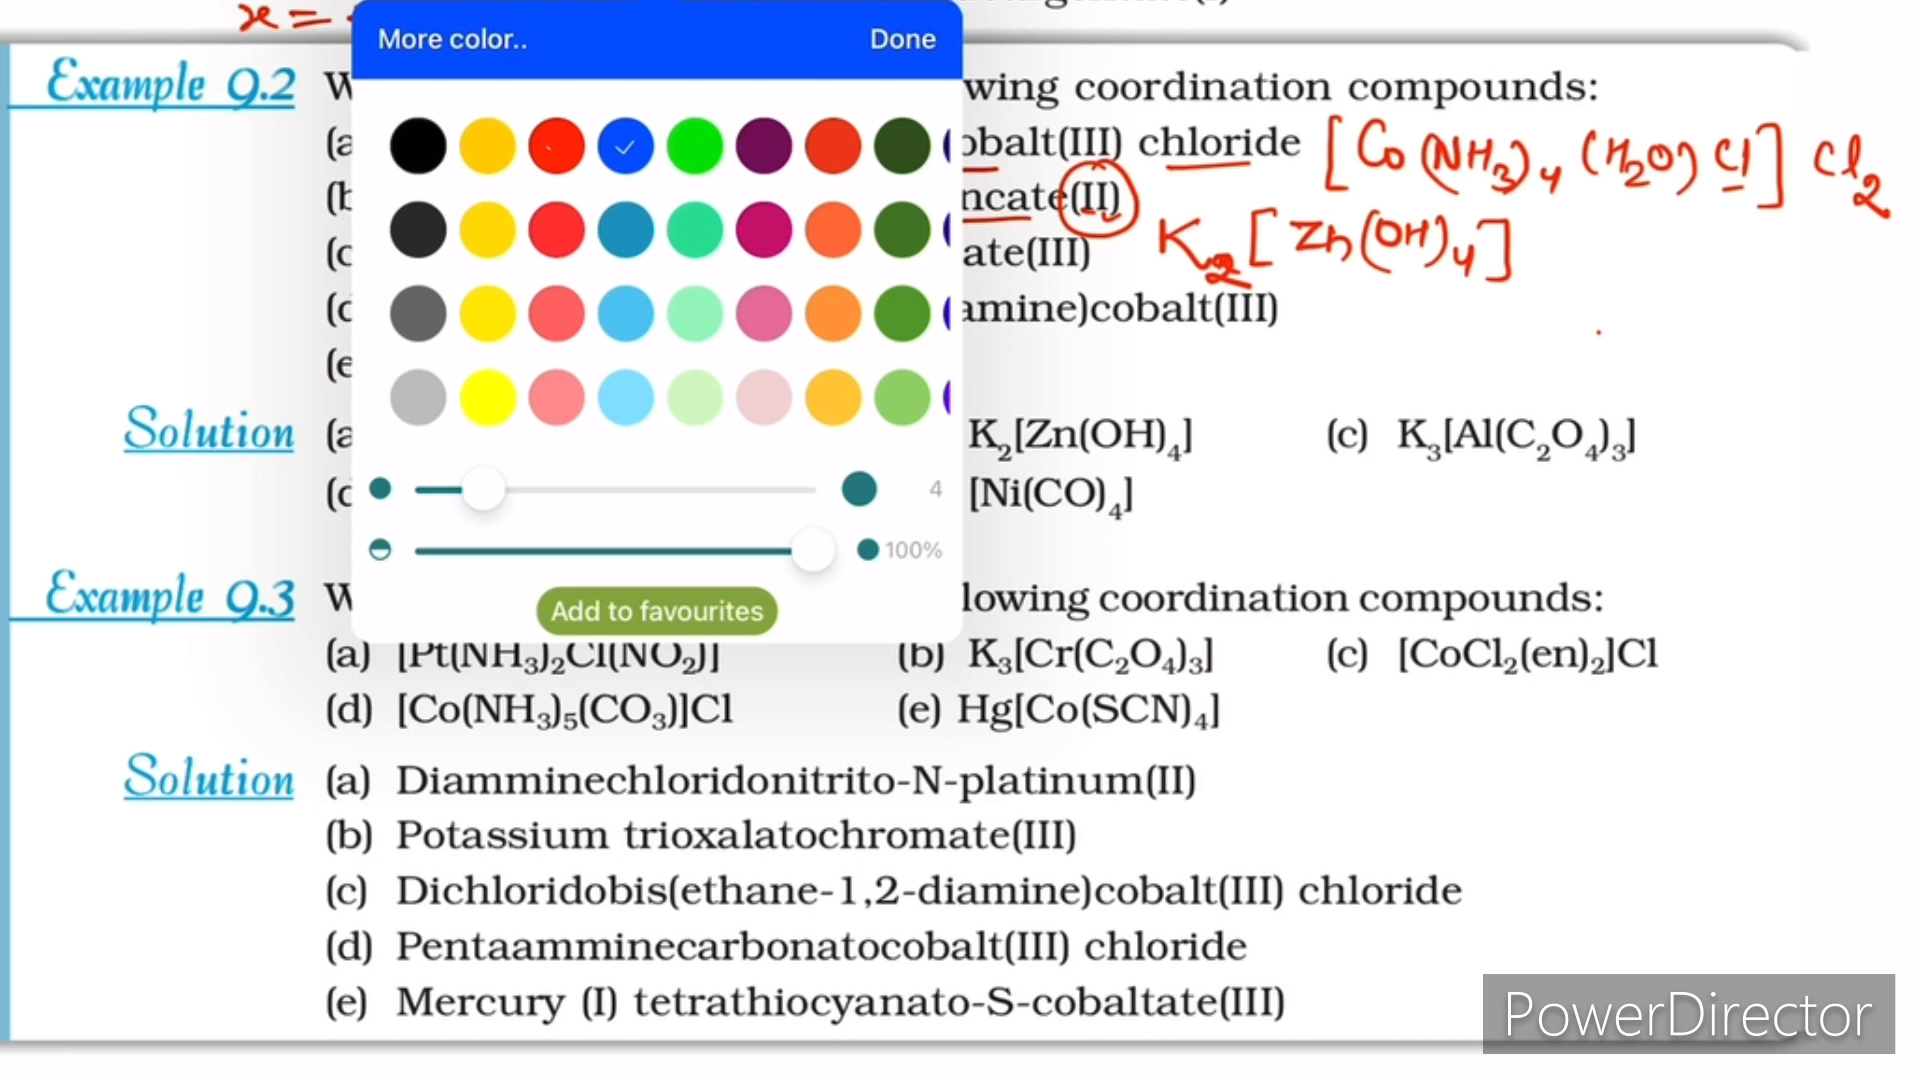 x =
More color.. Done
Example 9.2 wing coordination compounds:
obalt(III) chloride [Co(NH₃)₄(H₂O)Cl]Cl₂
ncate(II) K₂[Zn(OH)₄]
ate(III)
amine)cobalt(III)
Solution K₂[Zn(OH)₄] (c) K₃[Al(C₂O₄)₃]
[Ni(CO)₄]
4
100%
Add to favourites
Example 9.3 lowing coordination compounds:
(a) [Pt(NH₃)₂Cl(NO₂)] (b) K₃[Cr(C₂O₄)₃] (c) [CoCl₂(en)₂]Cl
(d) [Co(NH₃)₅(CO₃)]Cl (e) Hg[Co(SCN)₄]
Solution (a) Diamminechloridonitrito-N-platinum(II)
(b) Potassium trioxalatochromate(III)
(c) Dichloridobis(ethane-1,2-diamine)cobalt(III) chloride
(d) Pentaamminecarbonatocobalt(III) chloride
(e) Mercury (I) tetrathiocyanato-S-cobaltate(III)
PowerDirector